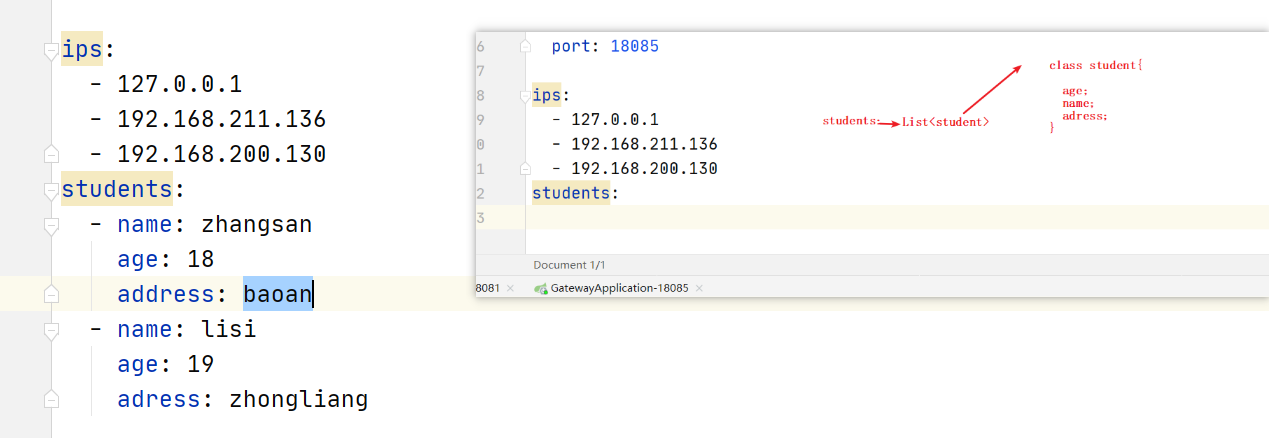 ips:
- 127.0.0.1
- 192.168.211.136
- 192.168.200.130
students:
- name: zhangsan
age: 18
address: baoan
- name: lisi
age: 19
adress: zhongliang
6 port: 18085
7
8 ips:
9 - 127.0.0.1
0 - 192.168.211.136
1 - 192.168.200.130
2 students:
3
students: List<student>
class student{
age;
name;
adress;
}
Document 1/1
8081 × GatewayApplication-18085 ×